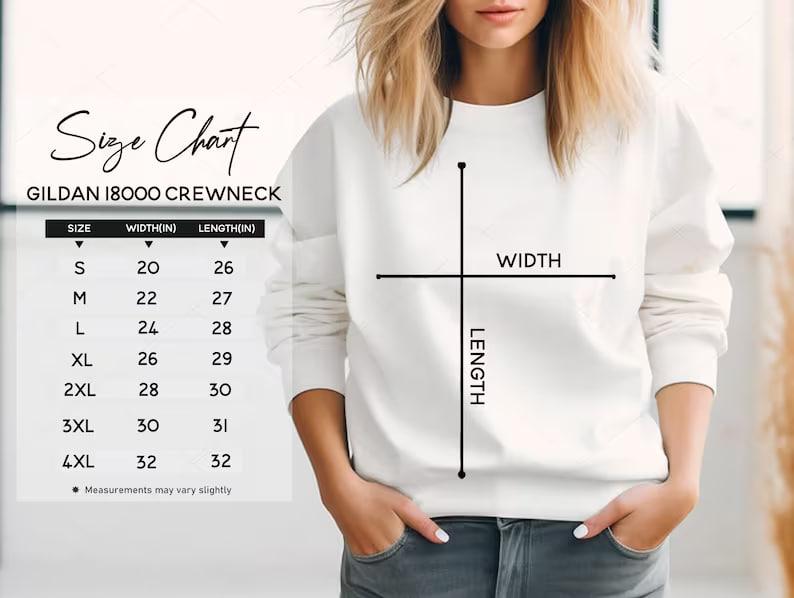 Size Chart
GILDAN 18000 CREWNECK
SIZE WIDTH(IN) LENGTH(IN)
S 20 26
M 22 27
L 24 28
XL 26 29
2XL 28 30
3XL 30 31
4XL 32 32
✸ Measurements may vary slightly
WIDTH
LENGTH